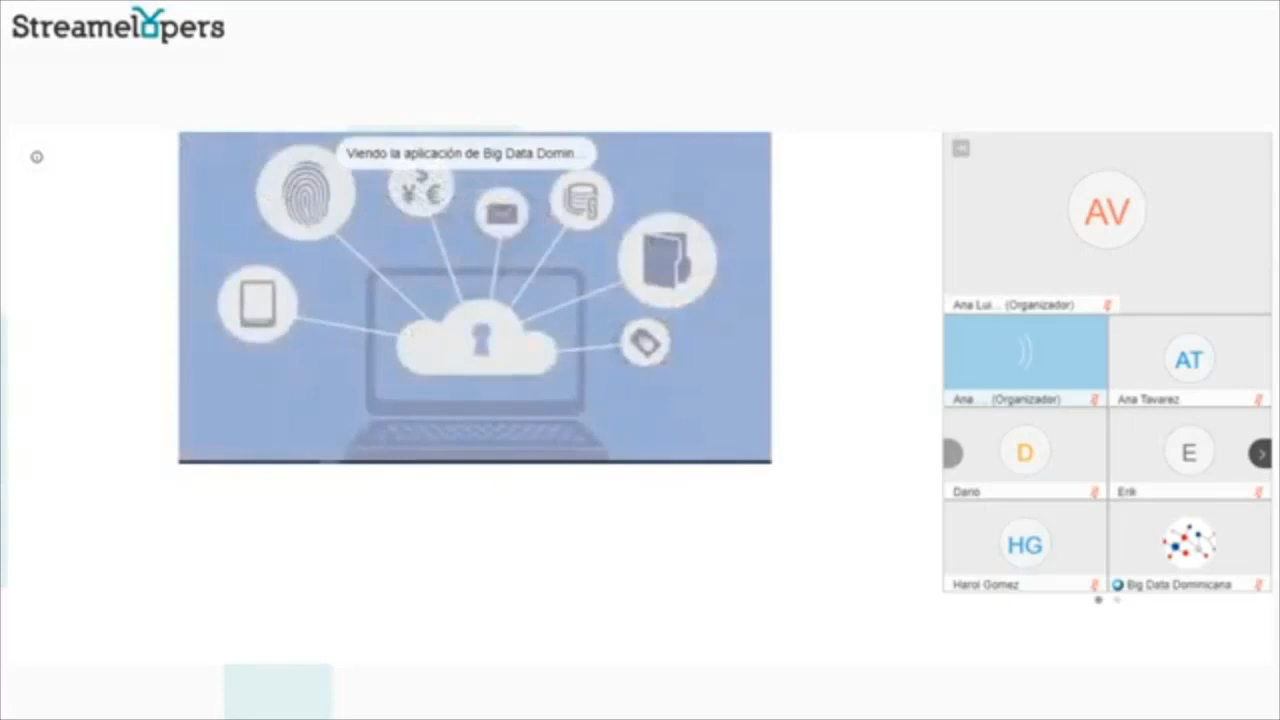 Streamelopers
Viendo la aplicación de Big Data Domin...
AV
Ana Lui... (Organizador)
Ana ... (Organizador)
AT
Ana Tavarez
D
Dario
E
Erik
HG
Harol Gomez
Big Data Dominicana